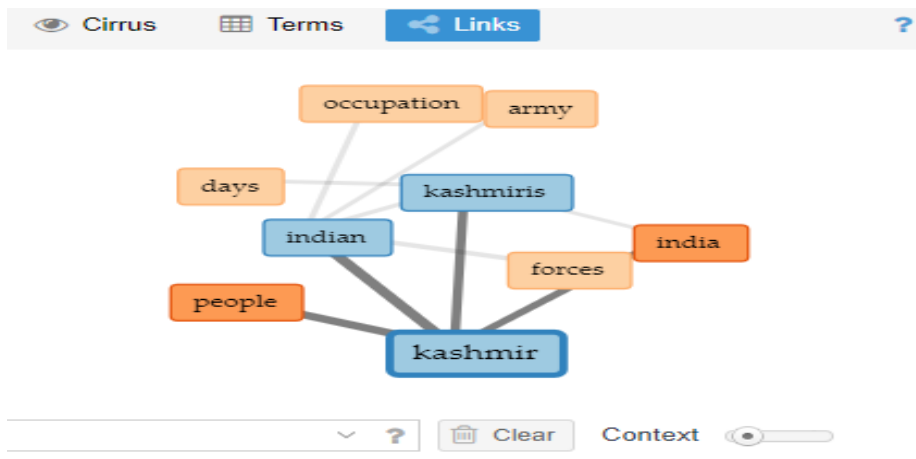 Cirrus Terms Links ?
occupation army
days kashmiris
indian india
forces
people
kashmir
? Clear Context